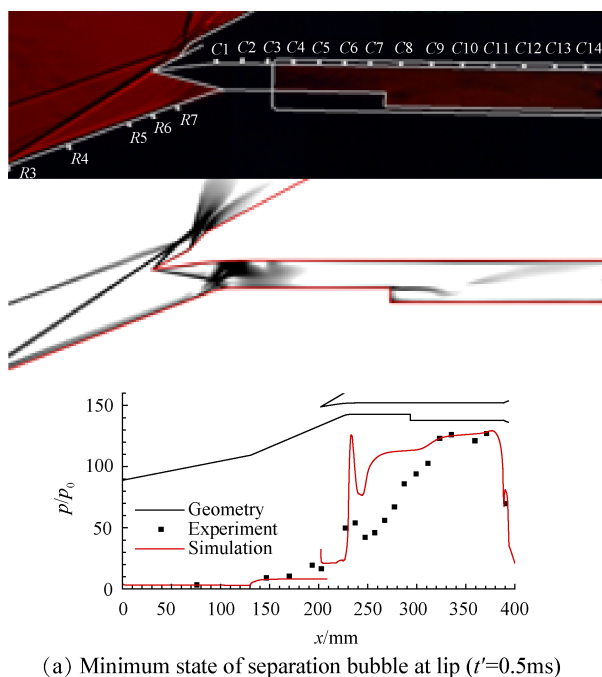 C1 C2 C3 C4 C5 C6 C7 C8 C9 C10 C11 C12 C13 C14
R7
R6
R5
R4
R3
150
100
50
0
p/p0
Geometry
Experiment
Simulation
0 50 100 150 200 250 300 350 400
x/mm
(a) Minimum state of separation bubble at lip (t′=0.5ms)